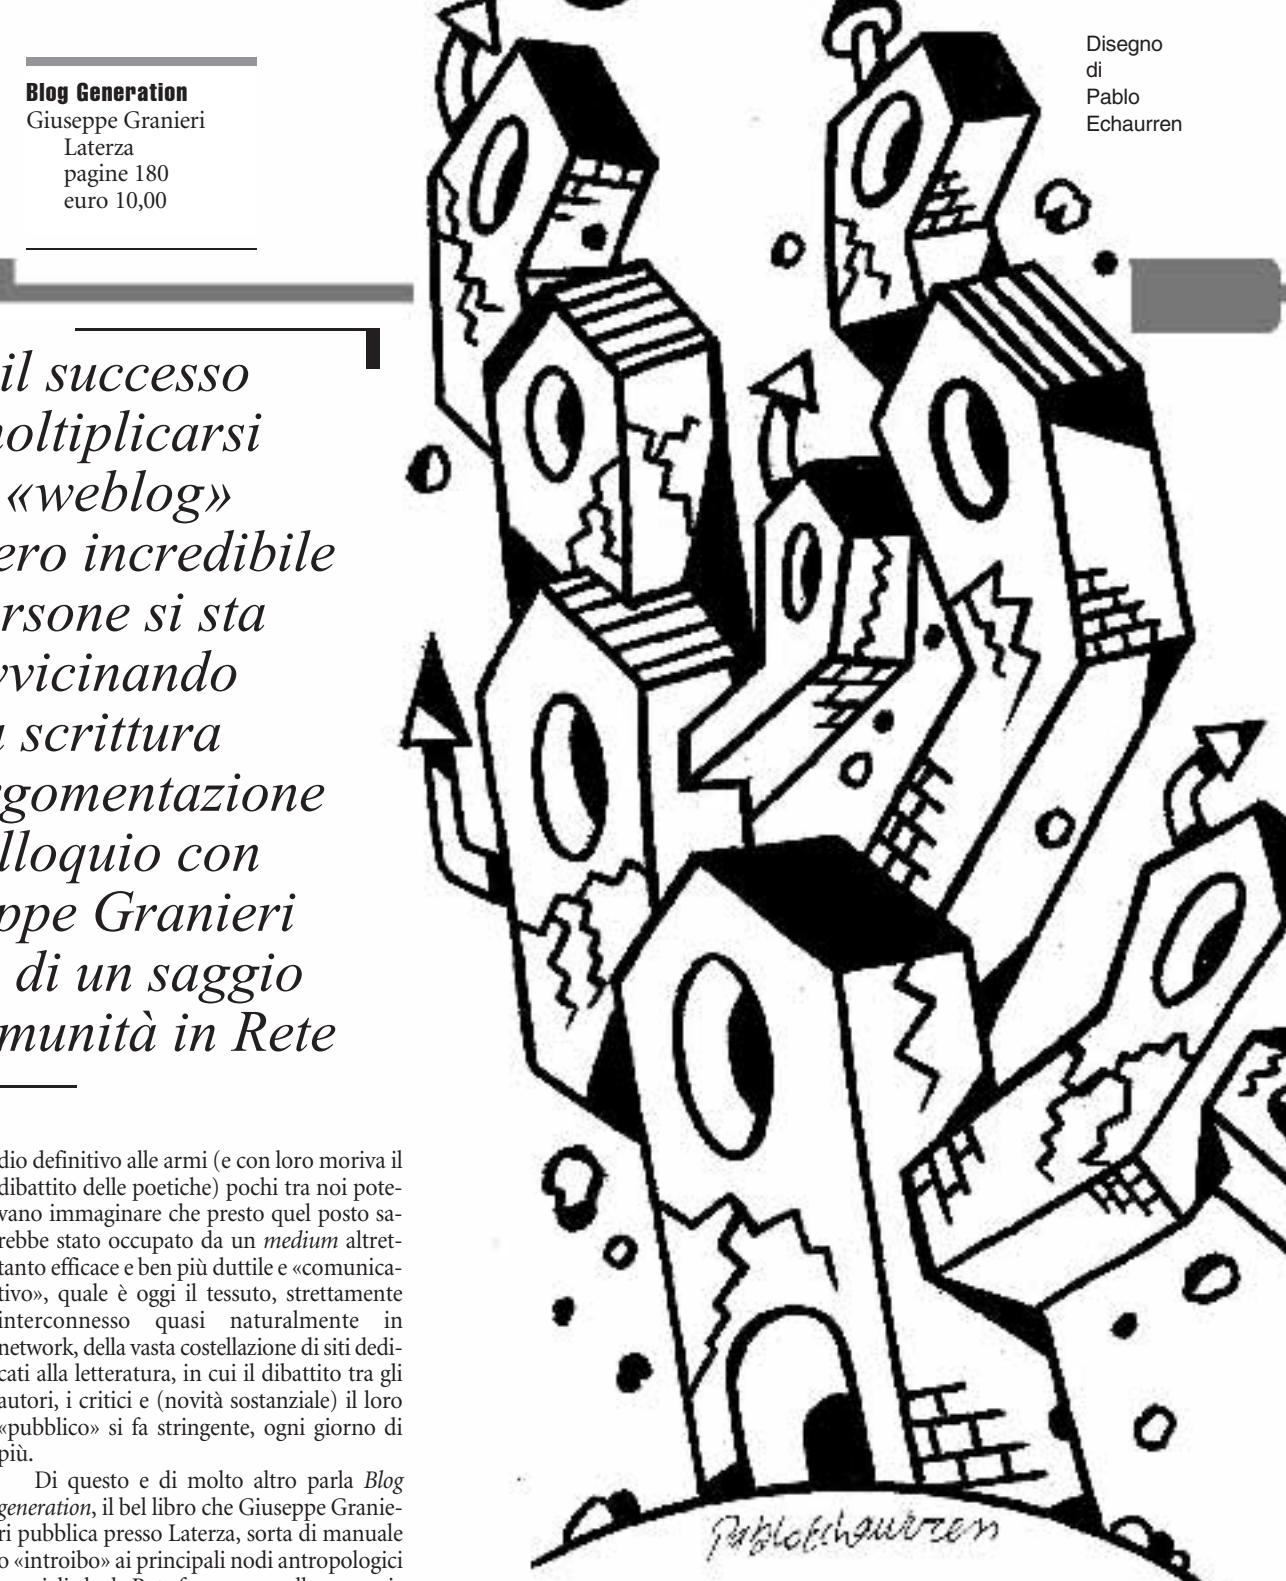 Blog Generation
Giuseppe Granieri
Laterza
pagine 180
euro 10,00
Disegno
di
Pablo
Echaurren
il successo
moltiplicarsi
«weblog»
ero incredibile
rsone si sta
vvicinando
a scrittura
rgomentazione
lloquio con
ppe Granieri
di un saggio
munità in Rete
dio definitivo alle armi (e con loro moriva il
dibattito delle poetiche) pochi tra noi pote-
vano immaginare che presto quel posto sa-
rebbe stato occupato da un medium altret-
tanto efficace e ben più duttile e «comunica-
tivo», quale è oggi il tessuto, strettamente
interconnesso quasi naturalmente in
network, della vasta costellazione di siti dedi-
cati alla letteratura, in cui il dibattito tra gli
autori, i critici e (novità sostanziale) il loro
«pubblico» si fa stringente, ogni giorno di
più.
Di questo e di molto altro parla Blog
generation, il bel libro che Giuseppe Granie-
ri pubblica presso Laterza, sorta di manuale
o «introibo» ai principali nodi antropologici
PabloEchaurren